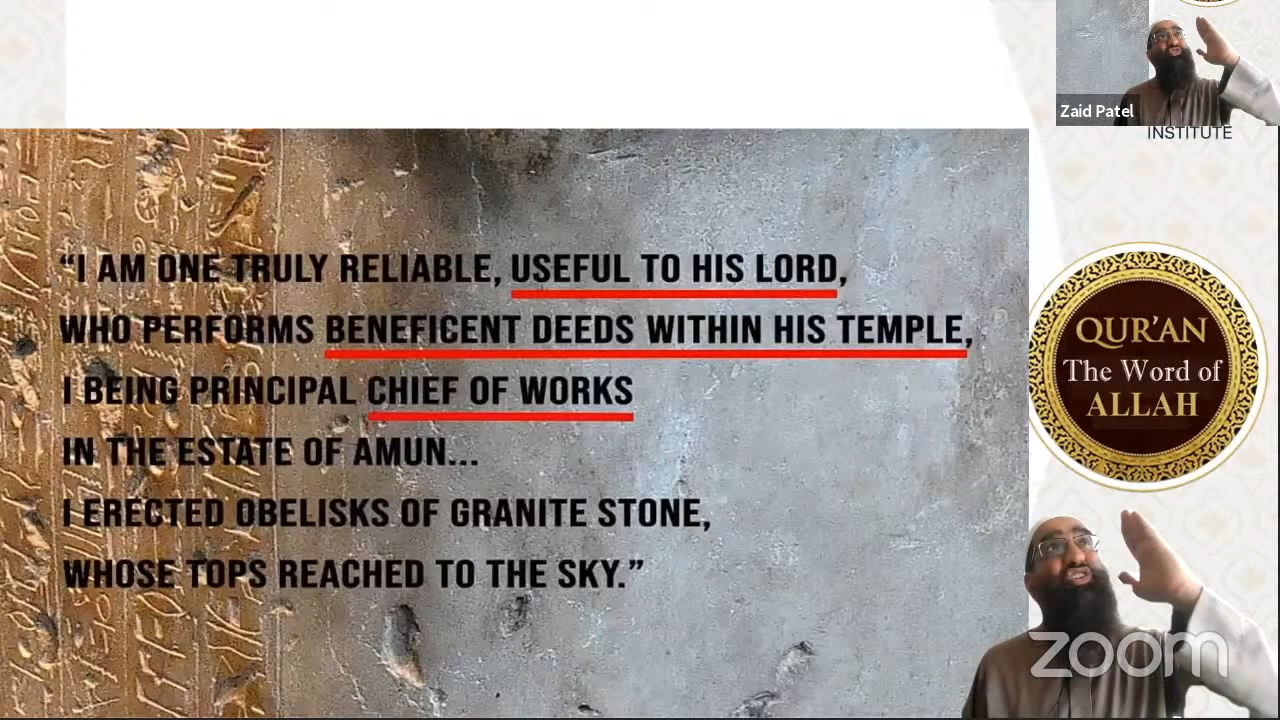 Zaid Patel
INSTITUTE
“I AM ONE TRULY RELIABLE, USEFUL TO HIS LORD,
WHO PERFORMS BENEFICENT DEEDS WITHIN HIS TEMPLE,
I BEING PRINCIPAL CHIEF OF WORKS
IN THE ESTATE OF AMUN...
I ERECTED OBELISKS OF GRANITE STONE,
WHOSE TOPS REACHED TO THE SKY.”
QUR’AN
The Word of
ALLAH
zoom